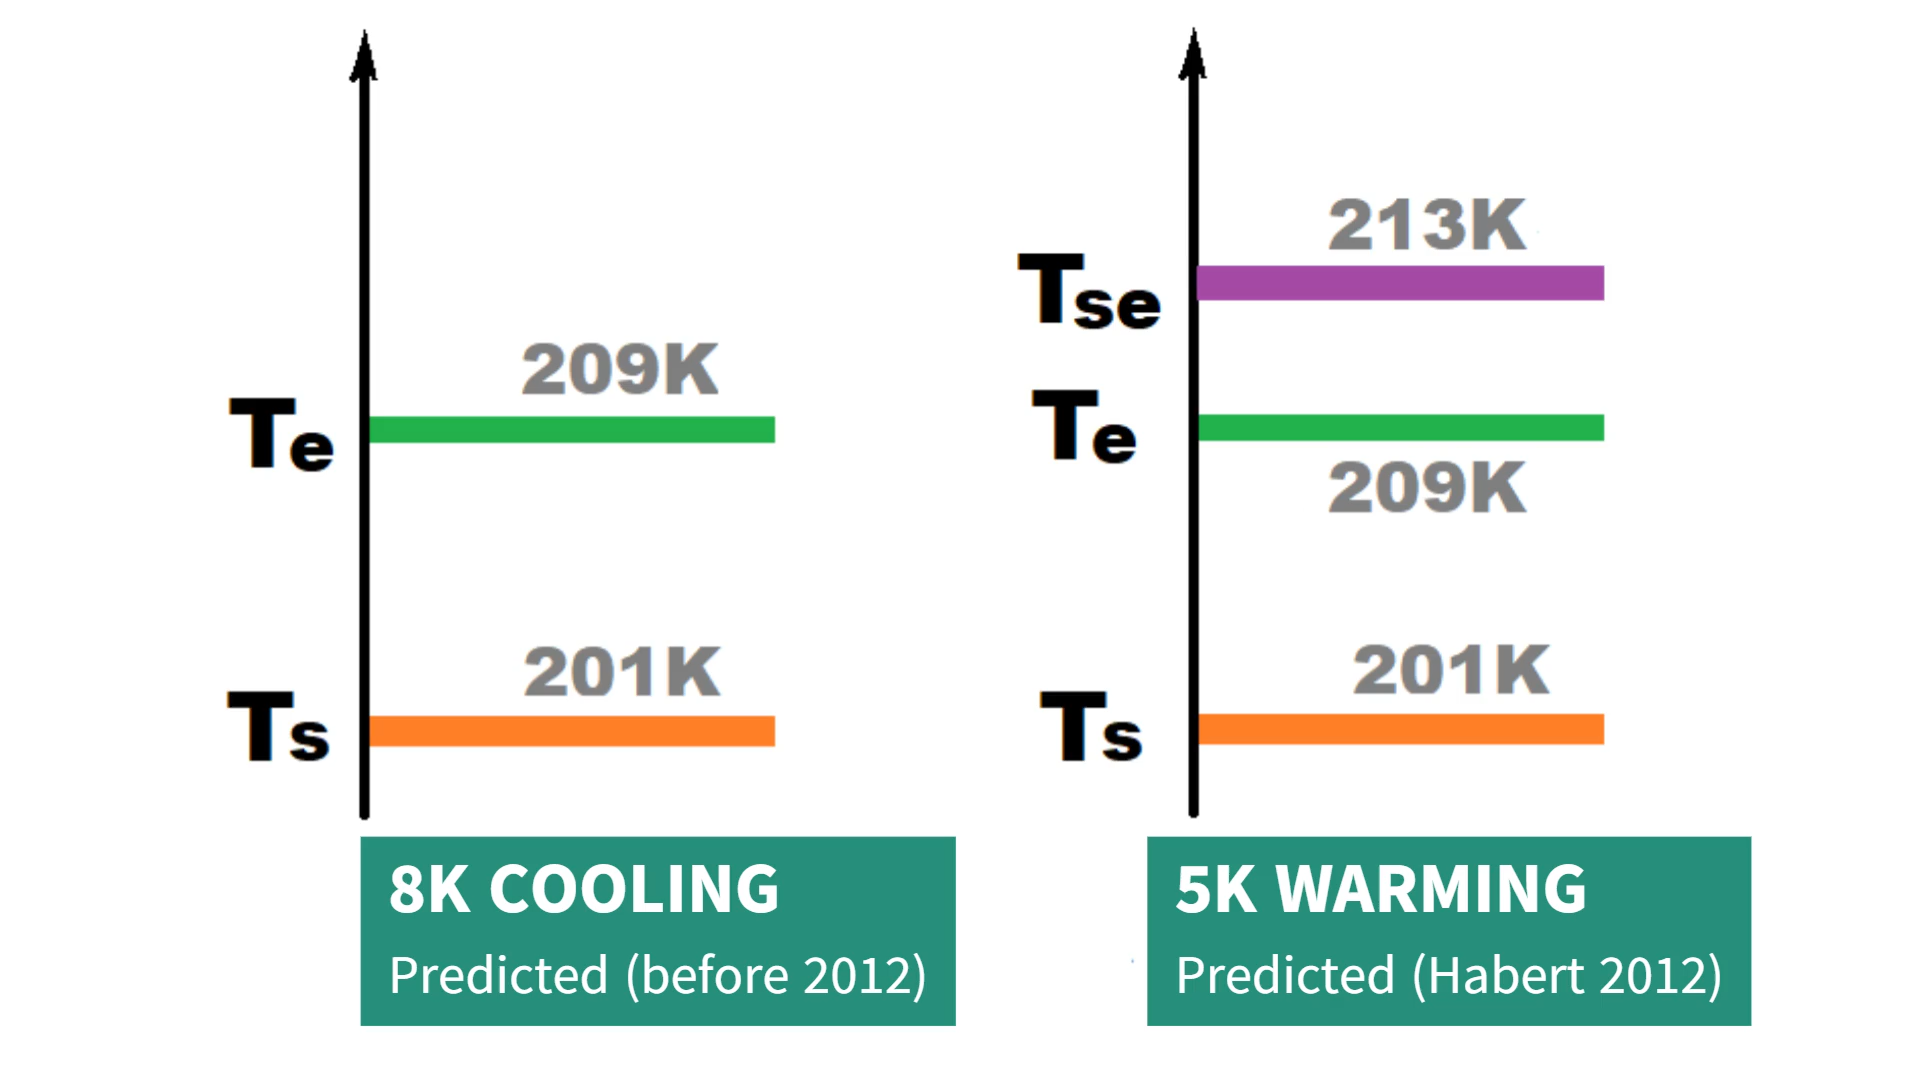 Te
209K
Ts
201K
8K COOLING
Predicted (before 2012)
Tse
213K
Te
209K
Ts
201K
5K WARMING
Predicted (Habert 2012)